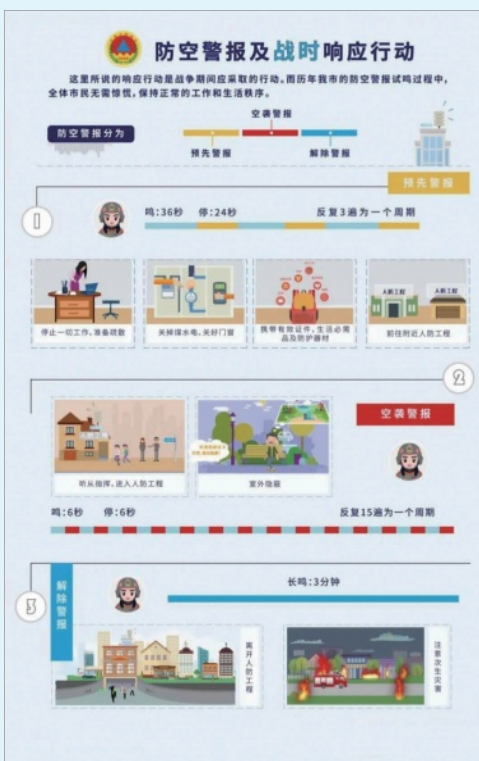 防空警报及战时响应行动
这里所说的响应行动是战争期间应采取的行动。而历年我市的防空警报试鸣过程中，
全体市民无需惊慌，保持正常的工作和生活秩序。
防空警报分为
空袭警报
预先警报
解除警报
预先警报
1
鸣：36秒 停：24秒 反复3遍为一个周期
人防工程
人防工程
停止一切工作，准备疏散
关掉煤水电，关好门窗
携带有效证件，生活必需
品及防护器材
前往附近人防工程
2
空袭警报
听从指挥，进入人防工程
室外隐蔽
鸣：6秒 停：6秒 反复15遍为一个周期
3
解除警报
长鸣：3分钟
离开人防工程
注意次生灾害